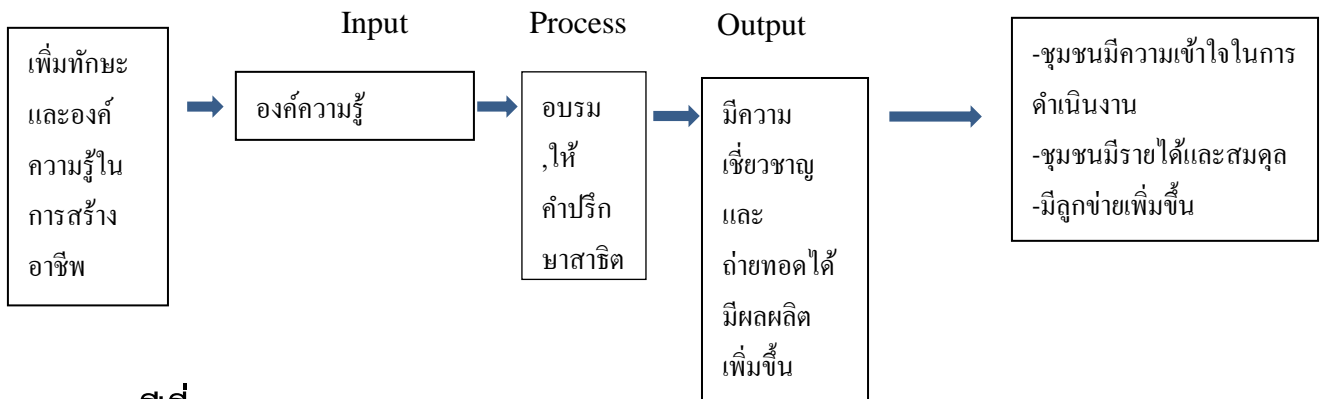 Input Process Output
เพิ่มทักษะ
และองค์
ความรู้ใน
การสร้าง
อาชีพ
องค์ความรู้
อบรม
,ให้
คำปรึก
ษาสาธิต
มีความ
เชี่ยวชาญ
และ
ถ่ายทอดได้
มีผลผลิต
เพิ่มขึ้น
-ชุมชนมีความเข้าใจในการ
ดำเนินงาน
-ชุมชนมีรายได้และสมดุล
-มีลูกข่ายเพิ่มขึ้น